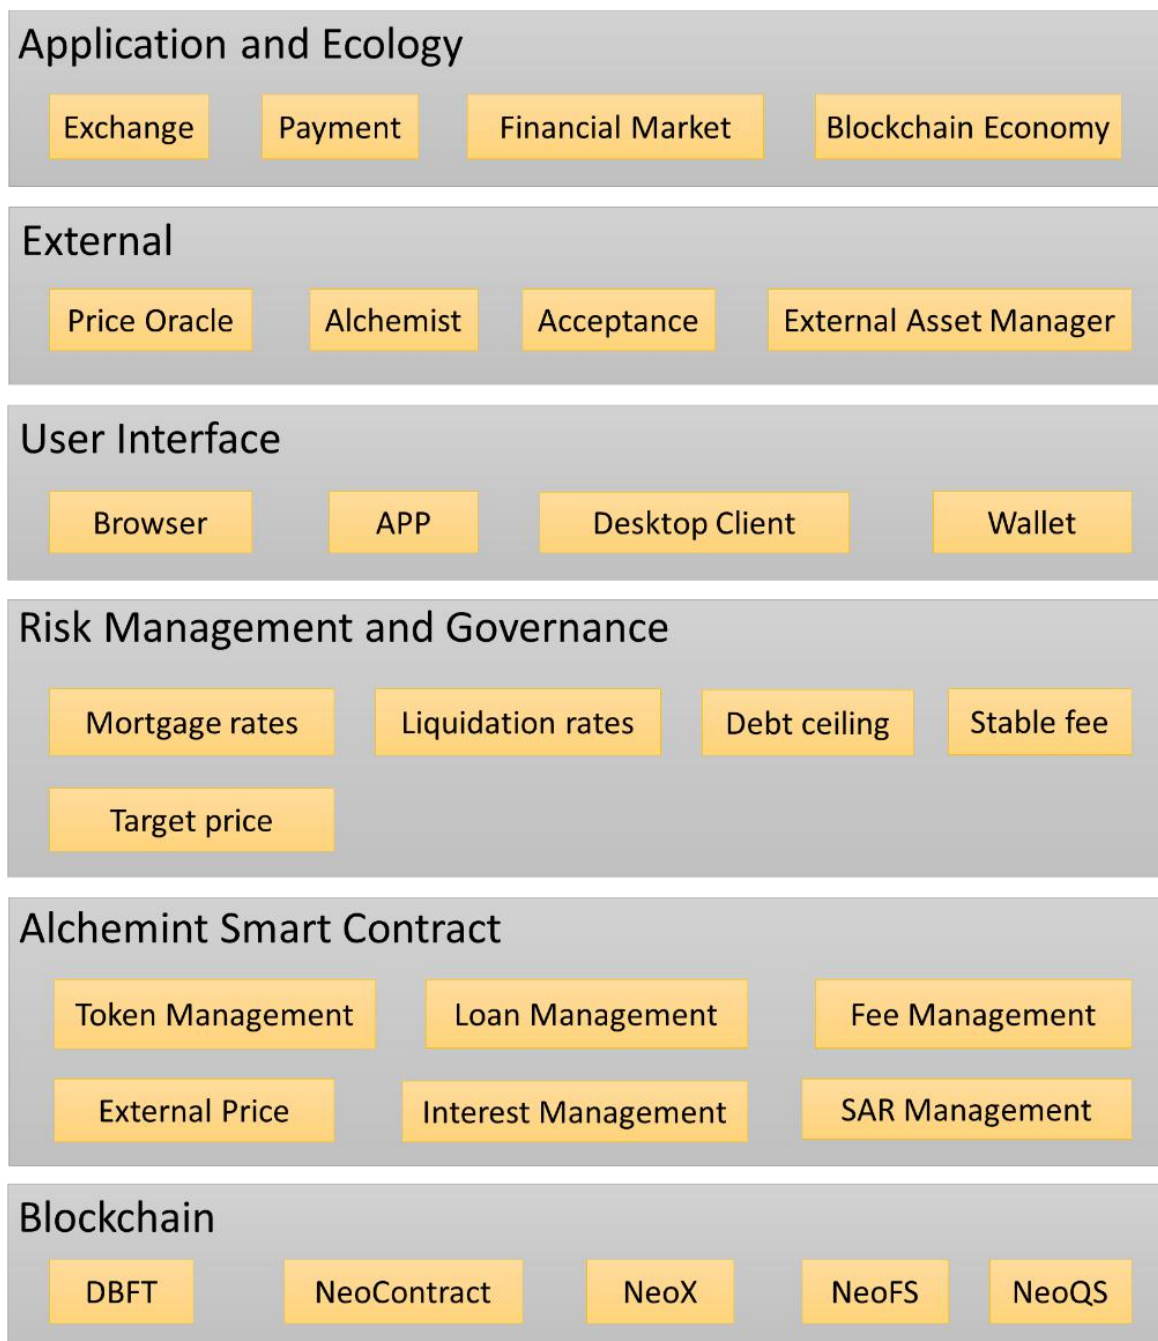 Application and Ecology
Exchange Payment Financial Market Blockchain Economy
External
Price Oracle Alchemist Acceptance External Asset Manager
User Interface
Browser APP Desktop Client Wallet
Risk Management and Governance
Mortgage rates Liquidation rates Debt ceiling Stable fee
Target price
Alchemint Smart Contract
Token Management Loan Management Fee Management
External Price Interest Management SAR Management
Blockchain
DBFT NeoContract NeoX NeoFS NeoQS